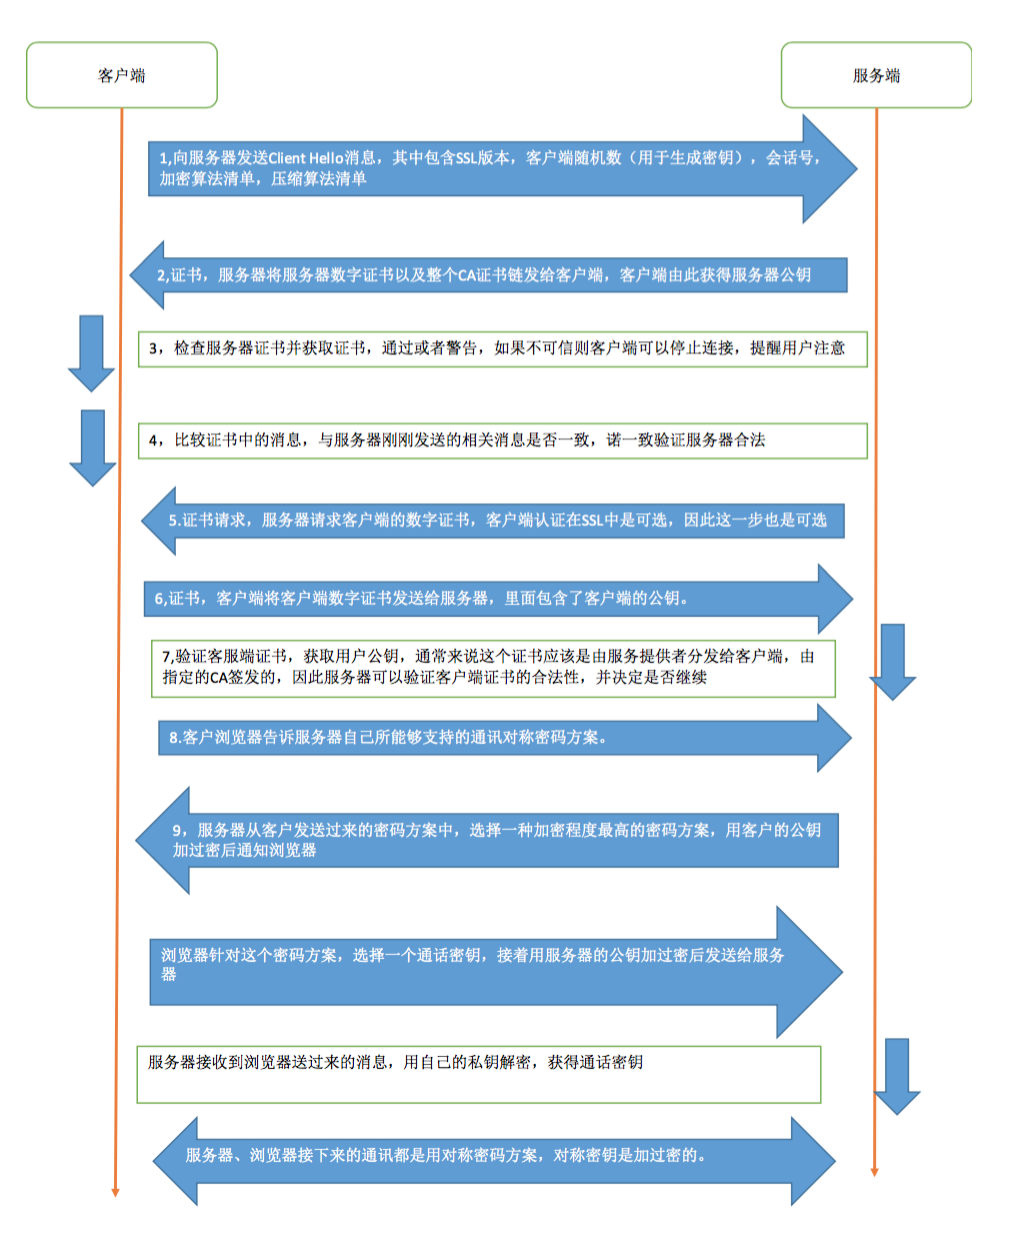 客户端
服务端
1,向服务器发送Client Hello消息，其中包含SSL版本，客户端随机数（用于生成密钥），会话号，
加密算法清单，压缩算法清单
2,证书，服务器将服务器数字证书以及整个CA证书链发给客户端，客户端由此获得服务器公钥
3，检查服务器证书并获取证书，通过或者警告，如果不可信则客户端可以停止连接，提醒用户注意
4，比较证书中的消息，与服务器刚刚发送的相关消息是否一致，诺一致验证服务器合法
5.证书请求，服务器请求客户端的数字证书，客户端认证在SSL中是可选，因此这一步也是可选
6,证书，客户端将客户端数字证书发送给服务器，里面包含了客户端的公钥。
7,验证客服端证书，获取用户公钥，通常来说这个证书应该是由服务提供者分发给客户端，由
指定的CA签发的，因此服务器可以验证客户端证书的合法性，并决定是否继续
8.客户浏览器告诉服务器自己所能够支持的通讯对称密码方案。
9，服务器从客户发送过来的密码方案中，选择一种加密程度最高的密码方案，用客户的公钥
加过密后通知浏览器
浏览器针对这个密码方案，选择一个通话密钥，接着用服务器的公钥加过密后发送给服务
器
服务器接收到浏览器送过来的消息，用自己的私钥解密，获得通话密钥
服务器、浏览器接下来的通讯都是用对称密码方案，对称密钥是加过密的。